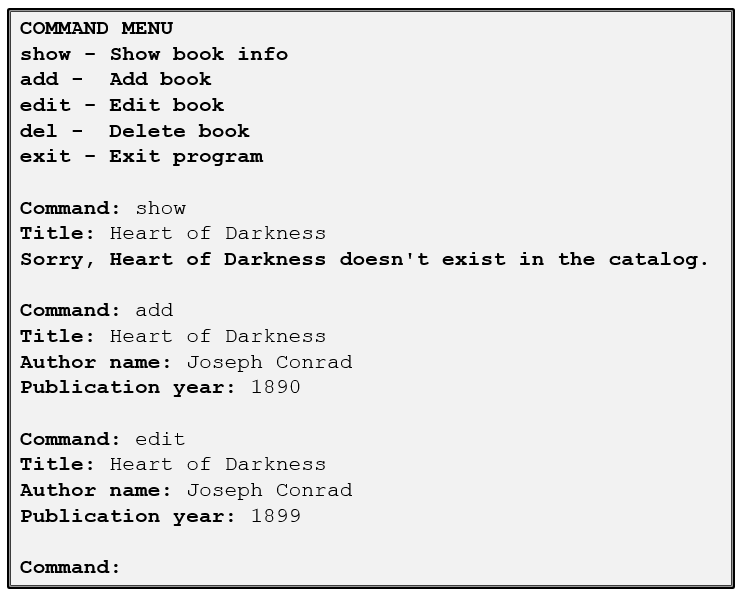 COMMAND MENU
show - Show book info
add -  Add book
edit - Edit book
del -  Delete book
exit - Exit program
Command: show
Title: Heart of Darkness
Sorry, Heart of Darkness doesn't exist in the catalog.
Command: add
Title: Heart of Darkness
Author name: Joseph Conrad
Publication year: 1890
Command: edit
Title: Heart of Darkness
Author name: Joseph Conrad
Publication year: 1899
Command: